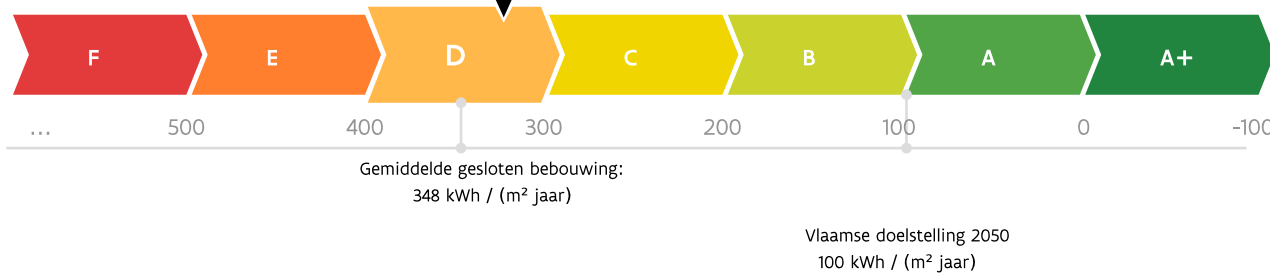 F E D C B A A+
... 500 400 300 200 100 0 -100
Gemiddelde gesloten bebouwing:
348 kWh / (m² jaar)
Vlaamse doelstelling 2050
100 kWh / (m² jaar)